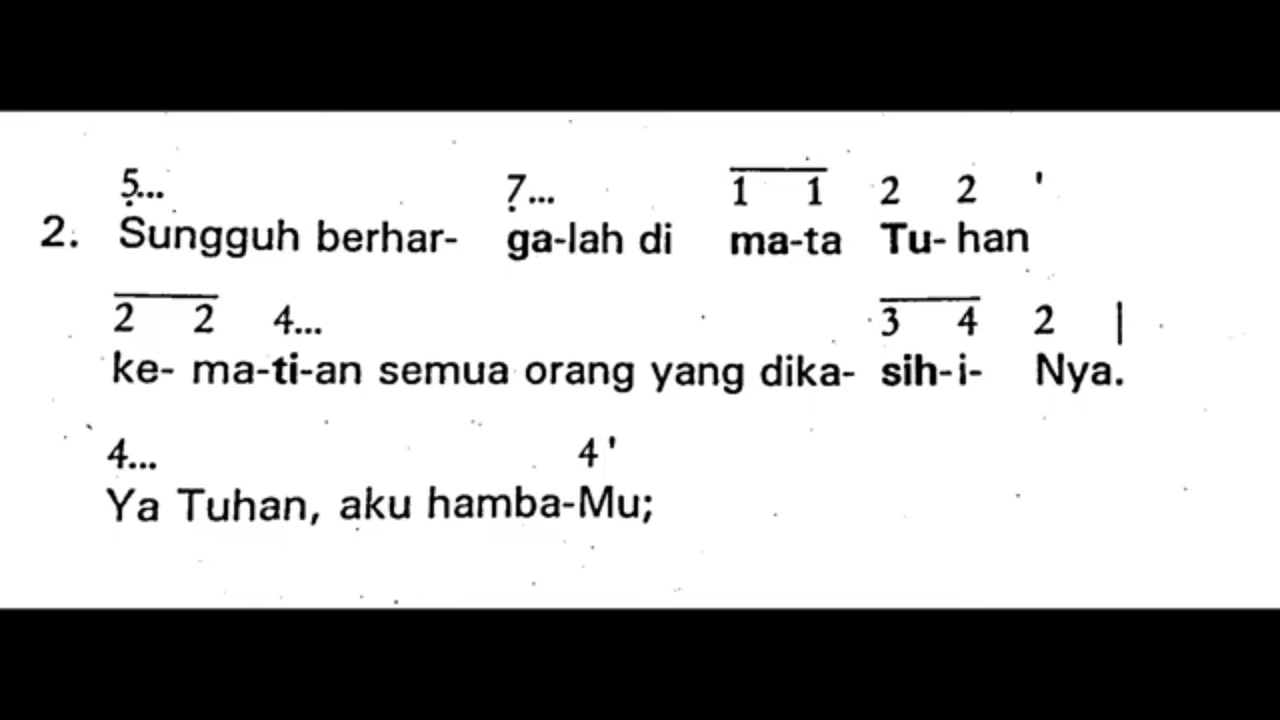 5̣... 7̣... 1 1 2 2 '
2. Sungguh berhar- ga-lah di ma-ta Tu- han
2 2 4... 3 4 2 |
ke- ma-ti-an semua orang yang dika- sih-i- Nya.
4... 4 '
Ya Tuhan, aku hamba-Mu;